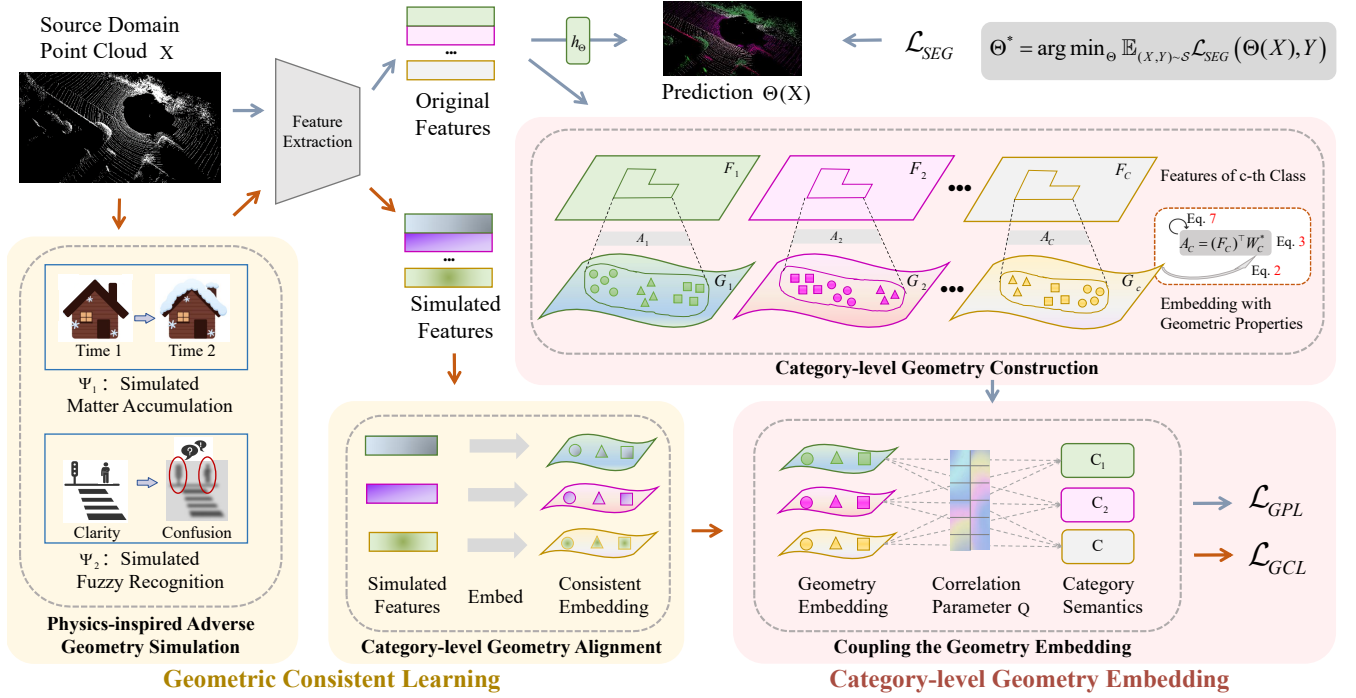 Source Domain
Point Cloud X
Feature
Extraction
...
Original
Features
h_Θ
Prediction Θ(X)
ℒ_SEG
Θ* = arg min_Θ 𝔼_(X,Y)~𝒮 ℒ_SEG (Θ(X), Y)
...
Simulated
Features
F_1
F_2
...
F_C
Features of c-th Class
A_1
A_2
A_C
Eq. 7
A_C = (F_C)^⊤ W_C^*
Eq. 3
Eq. 2
G_1
G_2
...
G_c
Embedding with
Geometric Properties
Category-level Geometry Construction
Time 1
Time 2
Ψ_1: Simulated
Matter Accumulation
? !
Clarity
Confusion
Ψ_2: Simulated
Fuzzy Recognition
Physics-inspired Adverse
Geometry Simulation
Simulated
Features
Embed
Consistent
Embedding
Category-level Geometry Alignment
C_1
C_2
C
Geometry
Embedding
Correlation
Parameter Q
Category
Semantics
Coupling the Geometry Embedding
ℒ_GPL
ℒ_GCL
Geometric Consistent Learning
Category-level Geometry Embedding